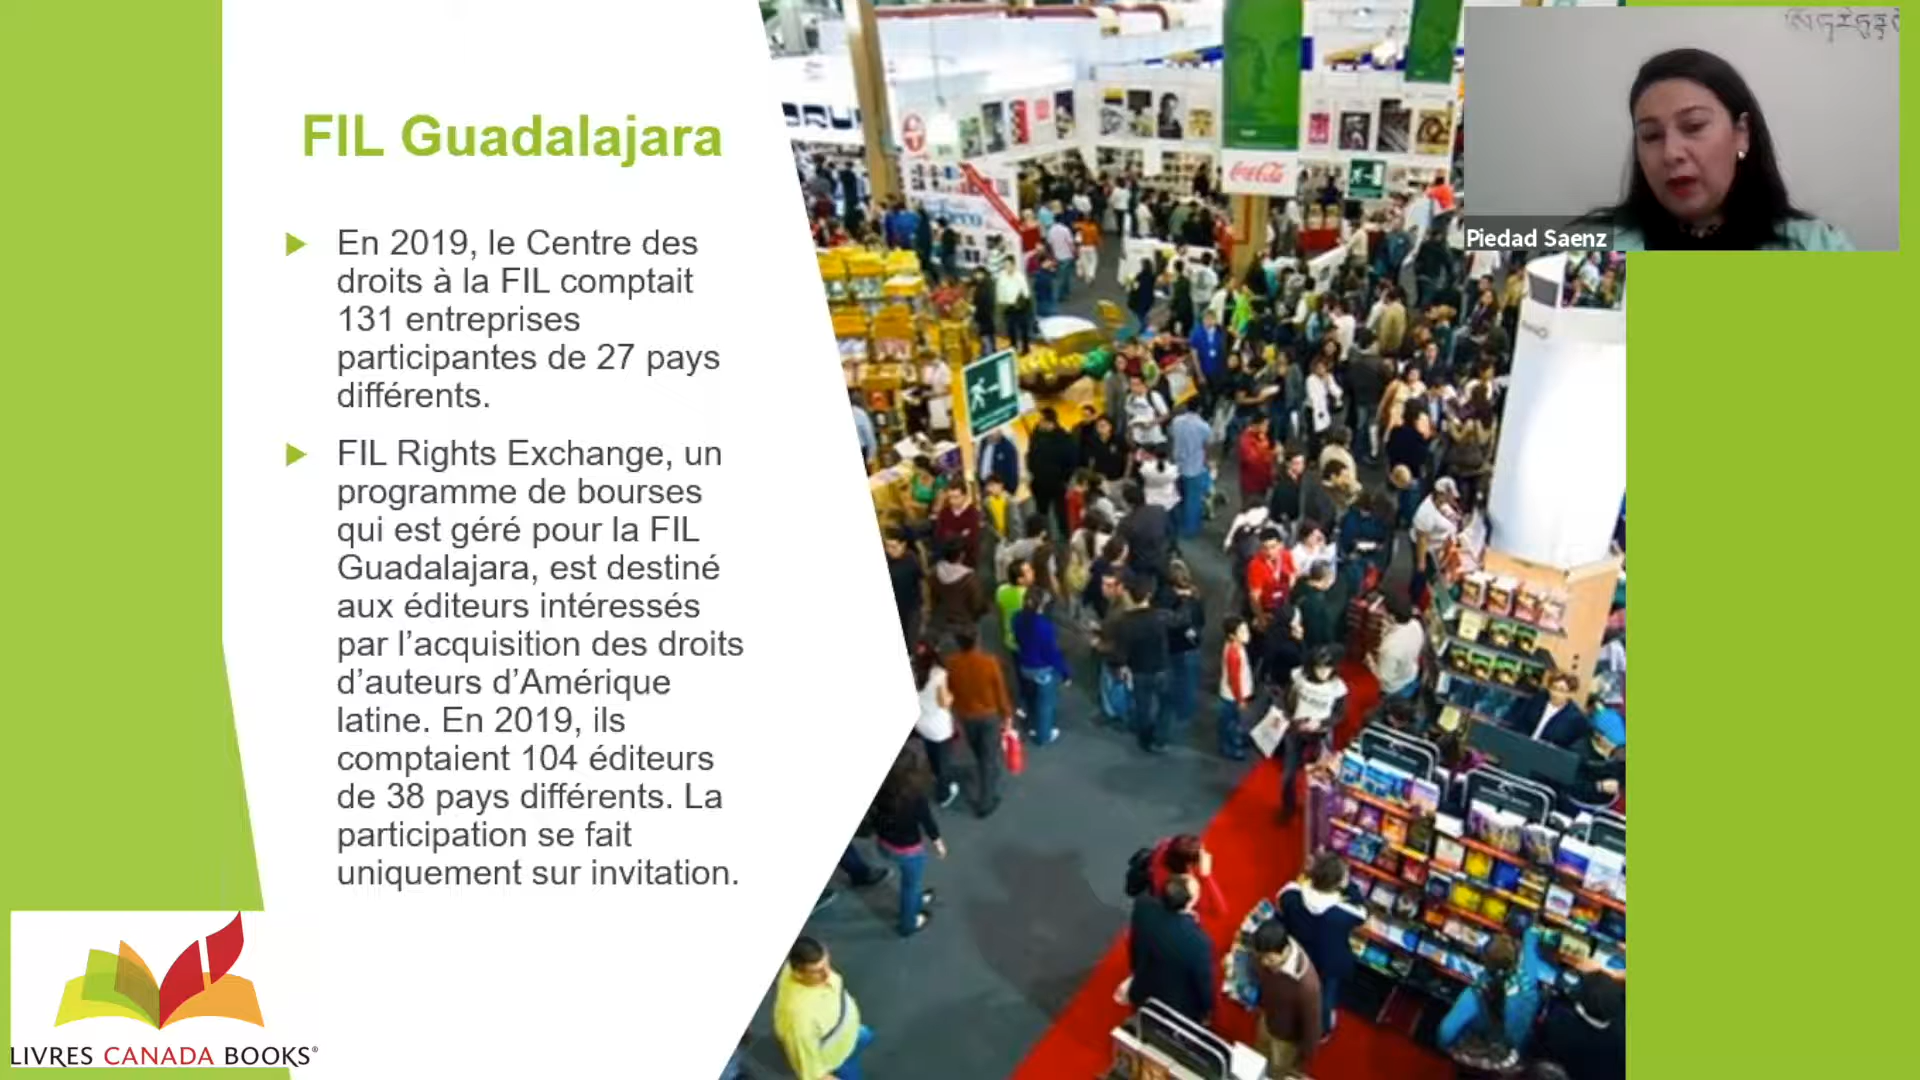 FIL Guadalajara
En 2019, le Centre des
droits à la FIL comptait
131 entreprises
participantes de 27 pays
différents.
FIL Rights Exchange, un
programme de bourses
qui est géré pour la FIL
Guadalajara, est destiné
aux éditeurs intéressés
par l’acquisition des droits
d’auteurs d’Amérique
latine. En 2019, ils
comptaient 104 éditeurs
de 38 pays différents. La
participation se fait
uniquement sur invitation.
LIVRES CANADA BOOKS®
Coca-Cola
Piedad Saenz